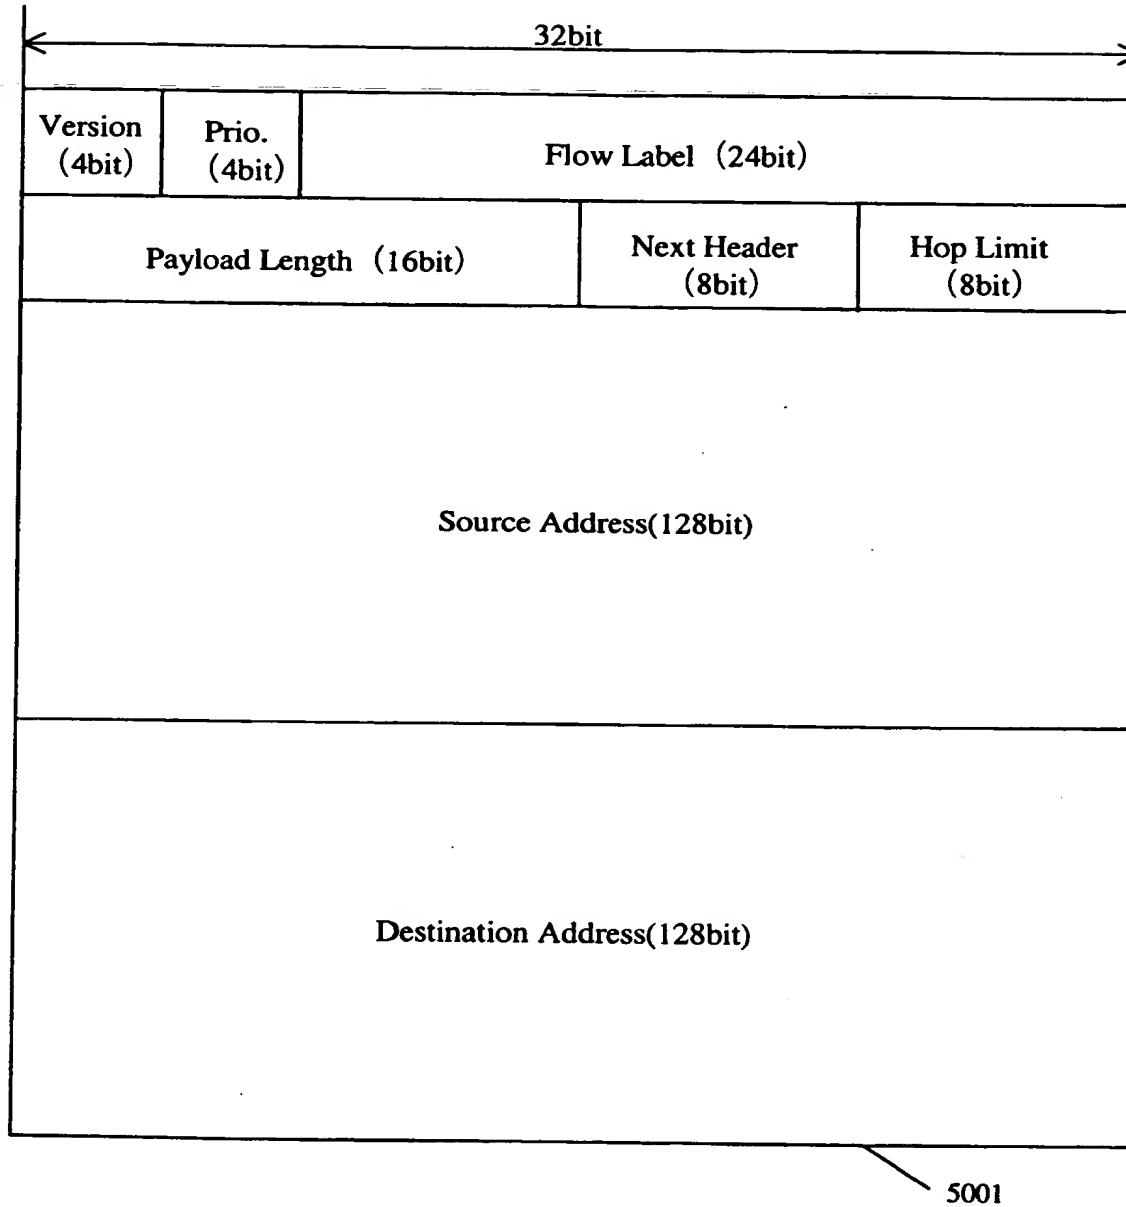 32bit
Version
(4bit)
Prio.
(4bit)
Flow Label (24bit)
Payload Length (16bit)
Next Header
(8bit)
Hop Limit
(8bit)
Source Address(128bit)
Destination Address(128bit)
5001